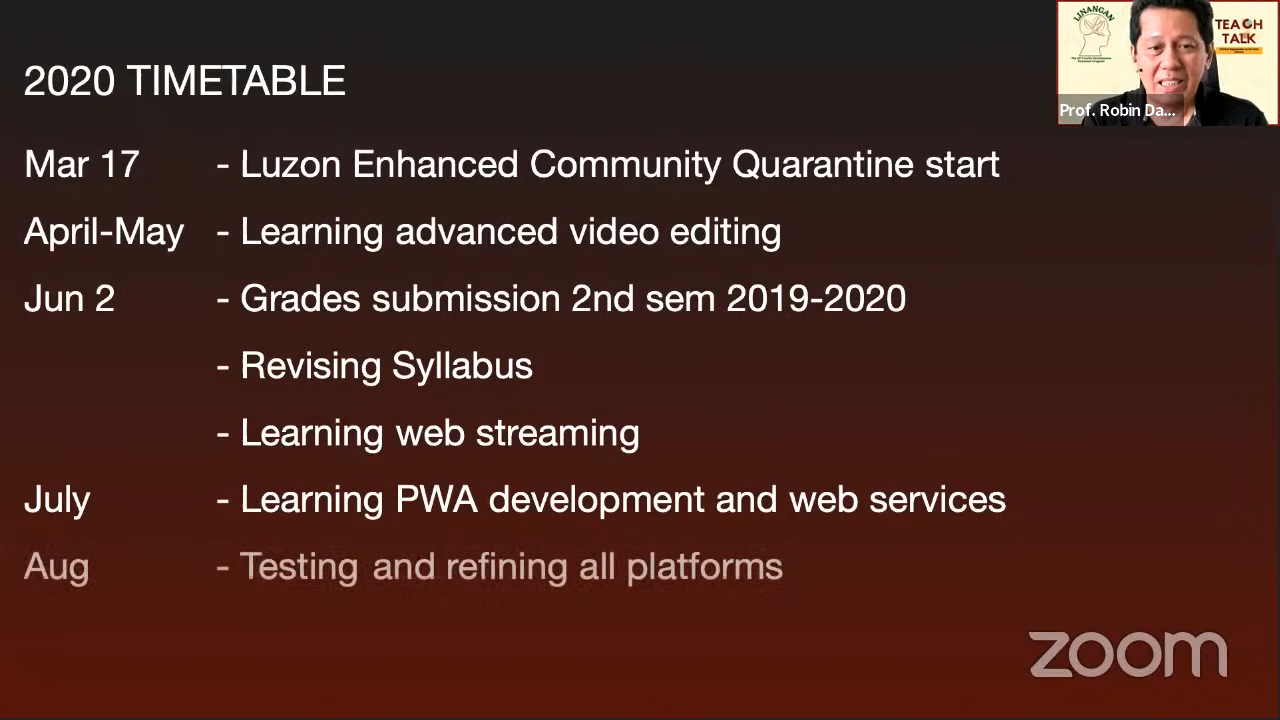 LINANGAN
TEACH
TALK
Prof. Robin Da...
2020 TIMETABLE
Mar 17 - Luzon Enhanced Community Quarantine start
April-May - Learning advanced video editing
Jun 2 - Grades submission 2nd sem 2019-2020
- Revising Syllabus
- Learning web streaming
July - Learning PWA development and web services
Aug - Testing and refining all platforms
zoom